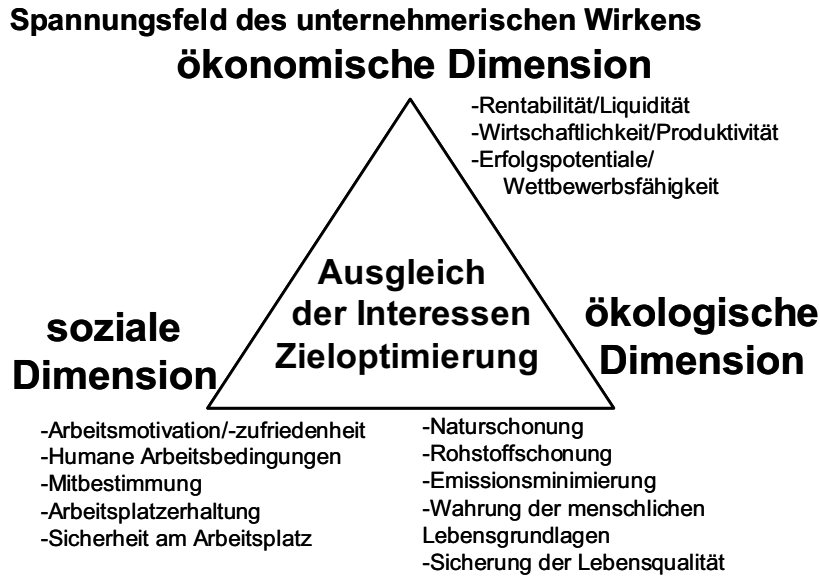 Spannungsfeld des unternehmerischen Wirkens
ökonomische Dimension
-Rentabilität/Liquidität
-Wirtschaftlichkeit/Produktivität
-Erfolgspotentiale/
Wettbewerbsfähigkeit
Ausgleich
der Interessen
Zieloptimierung
soziale
Dimension
-Arbeitsmotivation/-zufriedenheit
-Humane Arbeitsbedingungen
-Mitbestimmung
-Arbeitsplatzerhaltung
-Sicherheit am Arbeitsplatz
ökologische
Dimension
-Naturschonung
-Rohstoffschonung
-Emissionsminimierung
-Wahrung der menschlichen
Lebensgrundlagen
-Sicherung der Lebensqualität